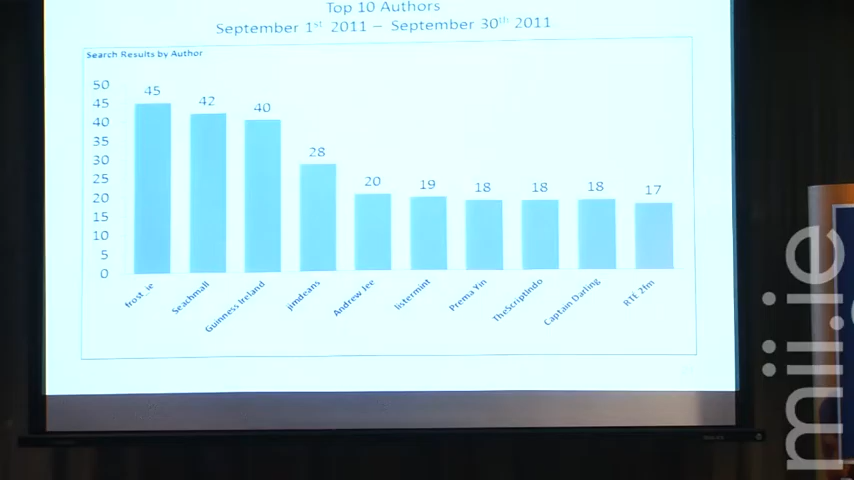 Top 10 Authors
September 1st 2011 – September 30th 2011
Search Results by Author
50
45
40
35
30
25
20
15
10
5
0
45
42
40
28
20
19
18
18
18
17
frost_ie
Seachmall
Guinness Ireland
jimdeans
Andrew Lee
listermint
Prema Yin
TheScriptIndo
Captain Darling
RTÉ 2fm
mii.ie